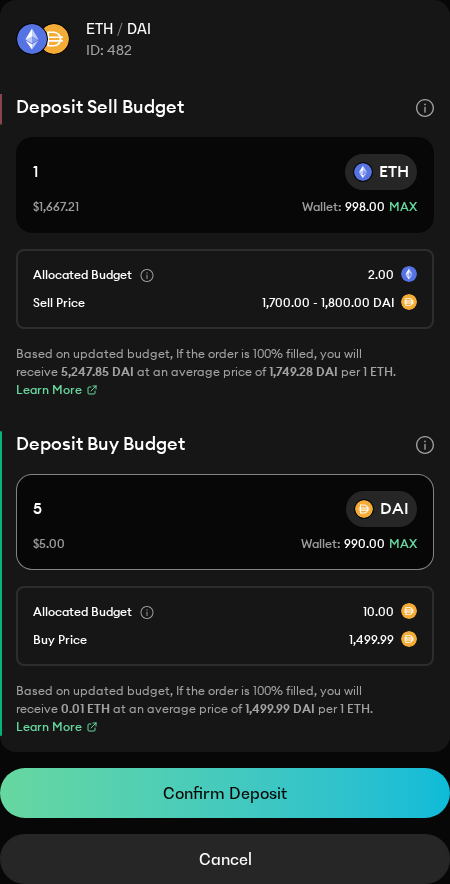 ETH / DAI
ID: 482
Deposit Sell Budget
1 ETH
$1,667.21 Wallet: 998.00 MAX
Allocated Budget 2.00
Sell Price 1,700.00 - 1,800.00 DAI
Based on updated budget, If the order is 100% filled, you will
receive 5,247.85 DAI at an average price of 1,749.28 DAI per 1 ETH.
Learn More
Deposit Buy Budget
5 DAI
$5.00 Wallet: 990.00 MAX
Allocated Budget 10.00
Buy Price 1,499.99
Based on updated budget, If the order is 100% filled, you will
receive 0.01 ETH at an average price of 1,499.99 DAI per 1 ETH.
Learn More
Confirm Deposit
Cancel